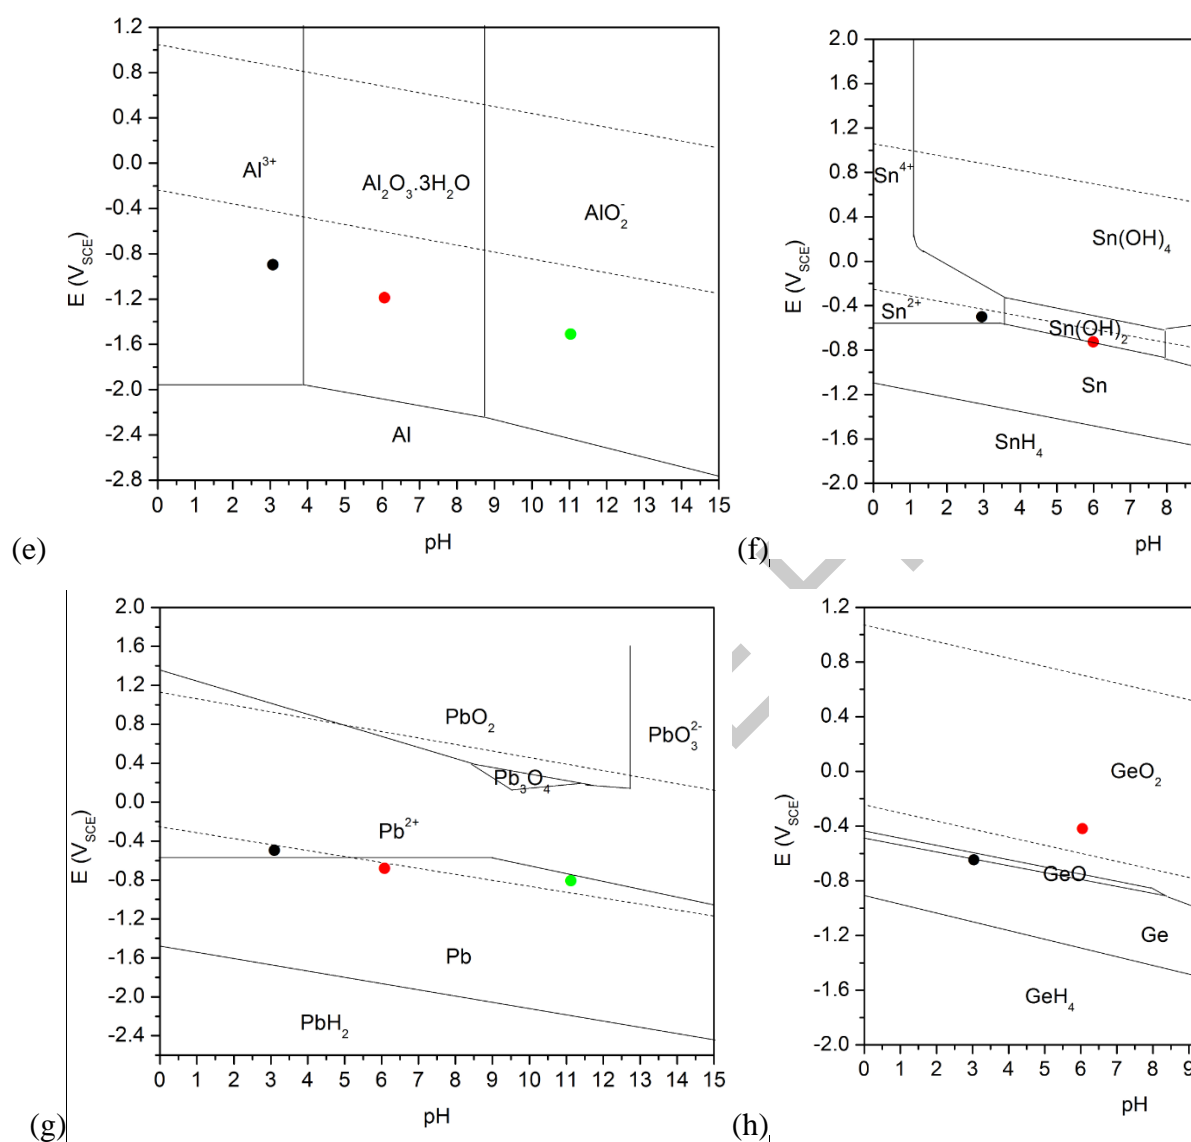 1.2
0.8
0.4
0.0
-0.4
-0.8
-1.2
-1.6
-2.0
-2.4
-2.8
E (V_SCE)
Al³⁺
Al₂O₃.3H₂O
AlO₂⁻
Al
0 1 2 3 4 5 6 7 8 9 10 11 12 13 14 15
pH
(e)
2.0
1.6
1.2
0.8
0.4
0.0
-0.4
-0.8
-1.2
-1.6
-2.0
E (V_SCE)
Sn⁴⁺
Sn(OH)₄
Sn²⁺
Sn(OH)₂
Sn
SnH₄
0 1 2 3 4 5 6 7 8
pH
(f)
2.0
1.6
1.2
0.8
0.4
0.0
-0.4
-0.8
-1.2
-1.6
-2.0
-2.4
E (V_SCE)
PbO₂
PbO₃²⁻
Pb₃O₄
Pb²⁺
Pb
PbH₂
0 1 2 3 4 5 6 7 8 9 10 11 12 13 14 15
pH
(g)
1.2
0.8
0.4
0.0
-0.4
-0.8
-1.2
-1.6
-2.0
E (V_SCE)
GeO₂
GeO
Ge
GeH₄
0 1 2 3 4 5 6 7 8 9
pH
(h)